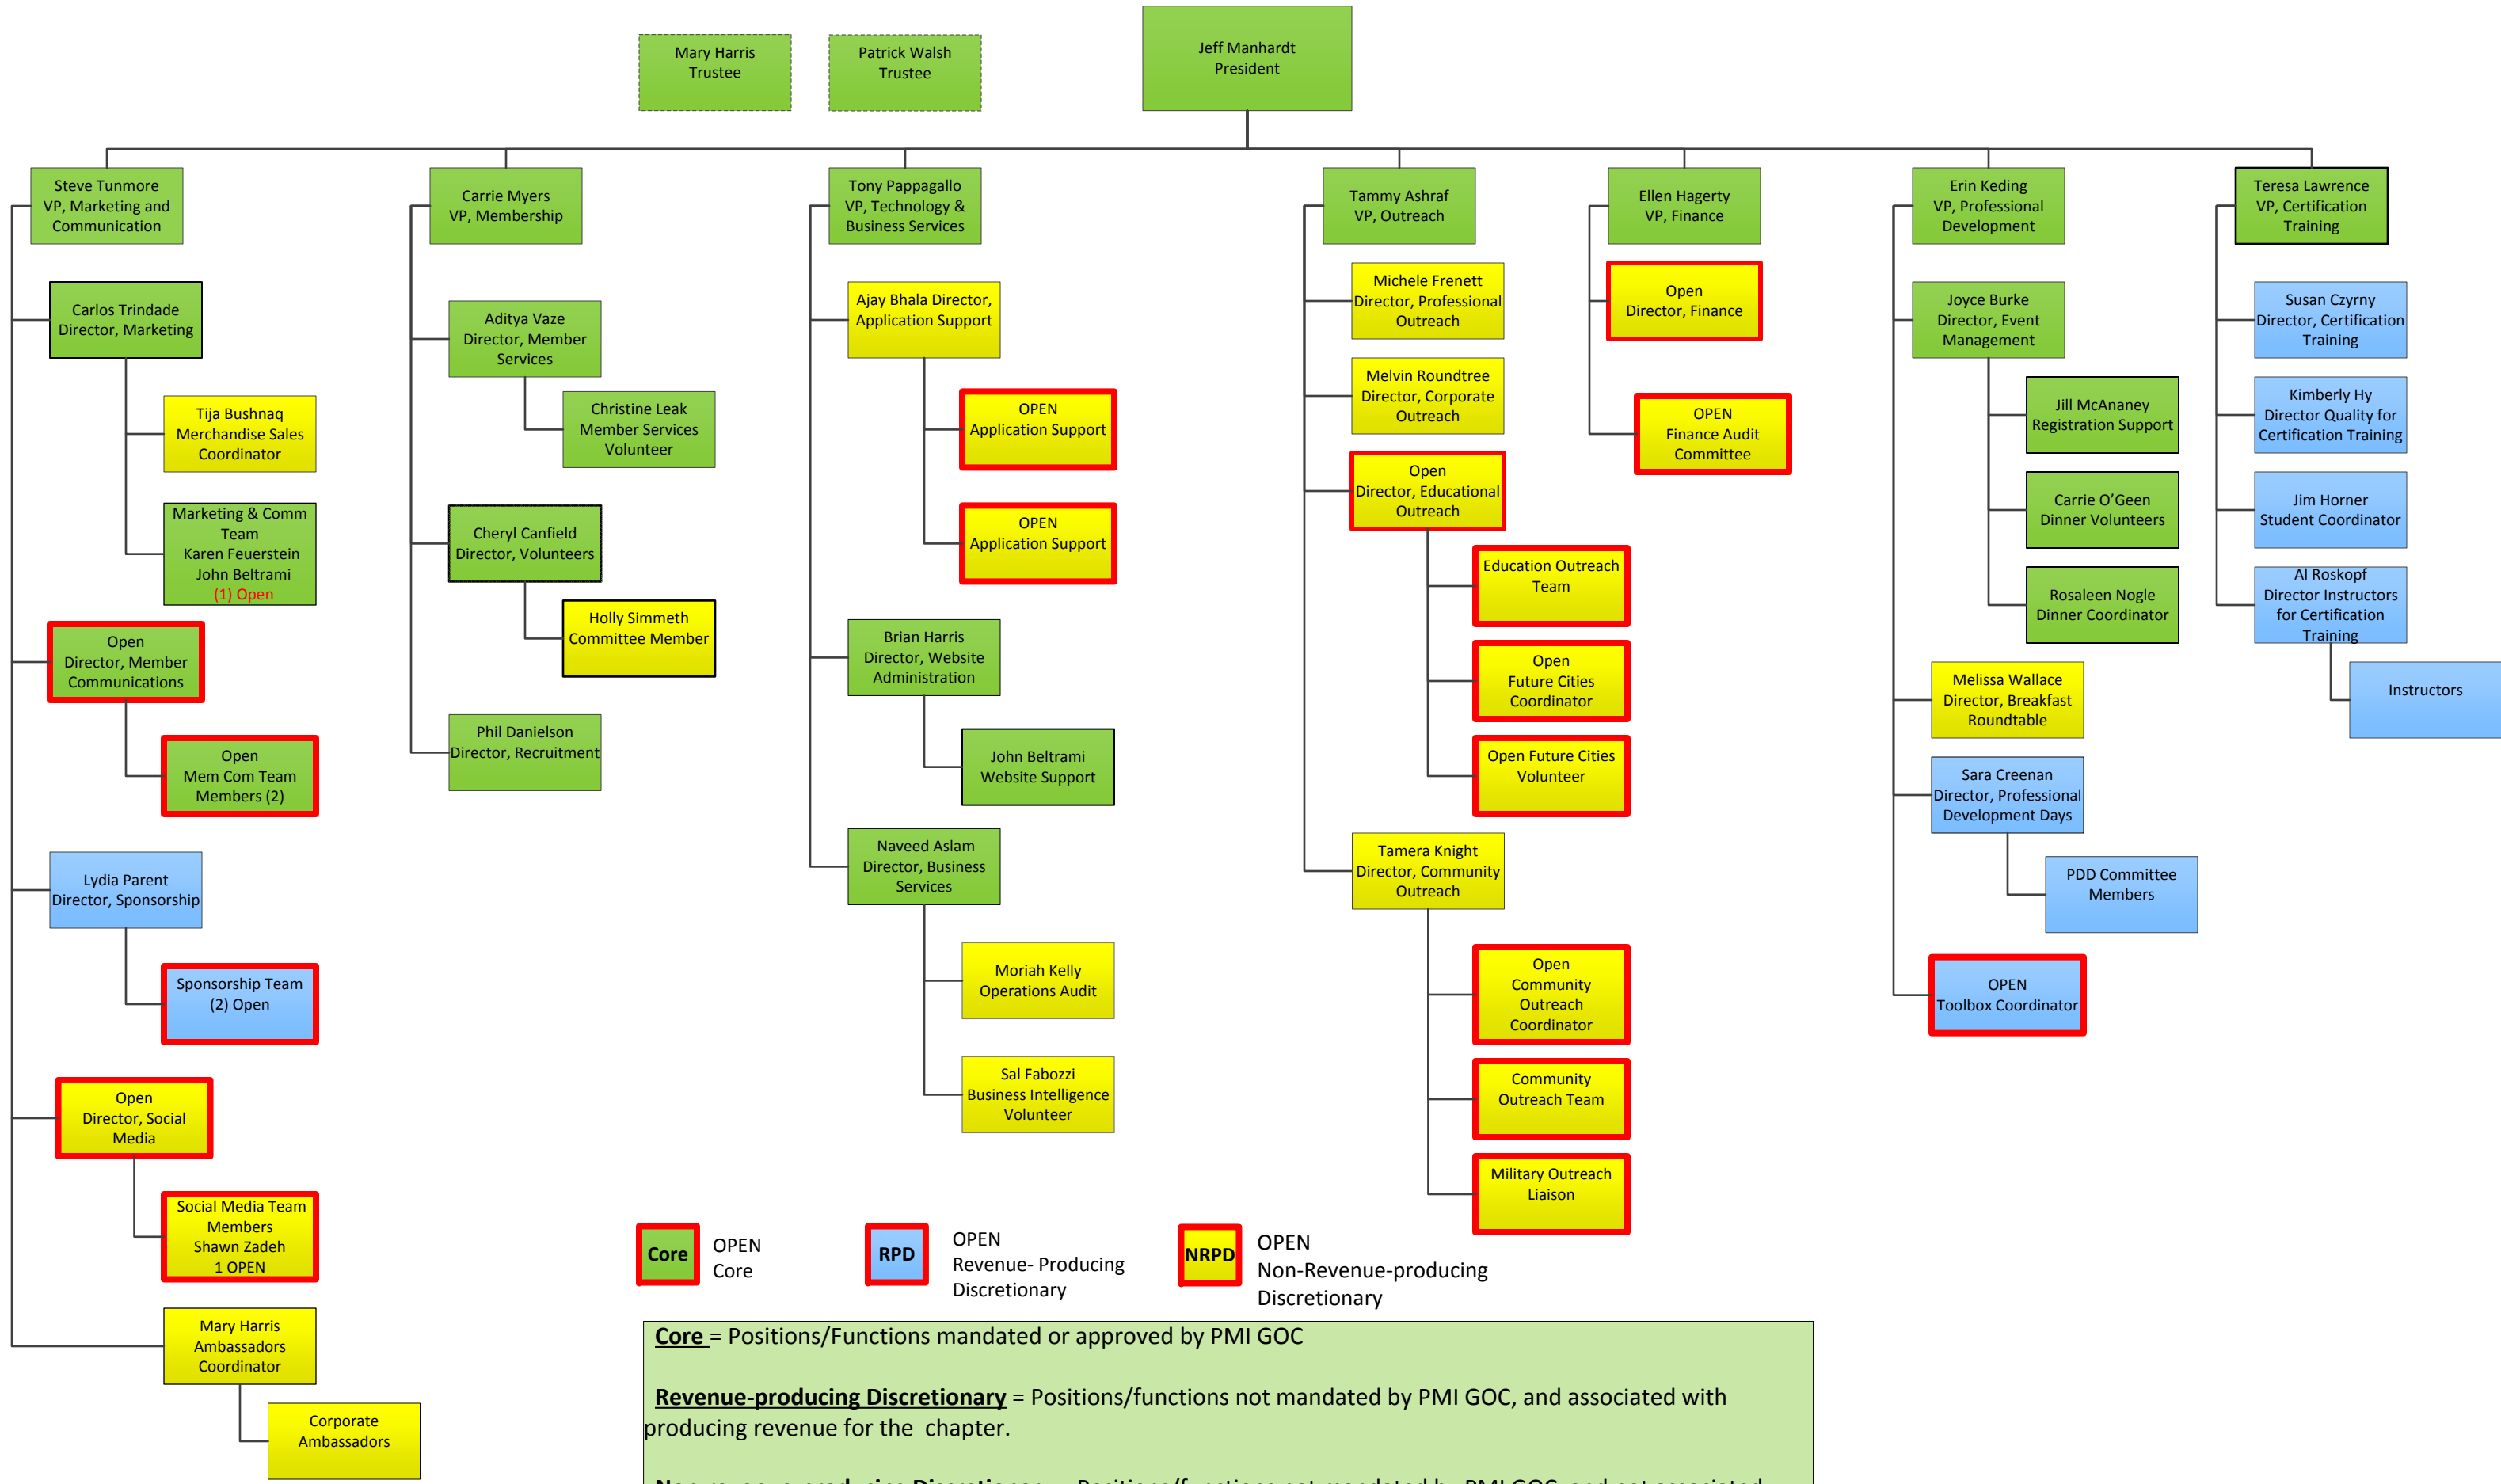 Mary Harris
Trustee
Patrick Walsh
Trustee
Jeff Manhardt
President
Steve Tunmore
VP, Marketing and
Communication
Carrie Myers
VP, Membership
Tony Pappagallo
VP, Technology &
Business Services
Tammy Ashraf
VP, Outreach
Ellen Hagerty
VP, Finance
Erin Keding
VP, Professional
Development
Teresa Lawrence
VP, Certification
Training
Carlos Trindade
Director, Marketing
Tija Bushnaq
Merchandise Sales
Coordinator
Marketing & Comm
Team
Karen Feuerstein
John Beltrami
(1) Open
Open
Director, Member
Communications
Open
Mem Com Team
Members (2)
Lydia Parent
Director, Sponsorship
Sponsorship Team
(2) Open
Open
Director, Social
Media
Social Media Team
Members
Shawn Zadeh
1 OPEN
Mary Harris
Ambassadors
Coordinator
Corporate
Ambassadors
Aditya Vaze
Director, Member
Services
Christine Leak
Member Services
Volunteer
Cheryl Canfield
Director, Volunteers
Holly Simmeth
Committee Member
Phil Danielson
Director, Recruitment
Ajay Bhala Director,
Application Support
OPEN
Application Support
OPEN
Application Support
Brian Harris
Director, Website
Administration
John Beltrami
Website Support
Naveed Aslam
Director, Business
Services
Moriah Kelly
Operations Audit
Sal Fabozzi
Business Intelligence
Volunteer
Michele Frenett
Director, Professional
Outreach
Melvin Roundtree
Director, Corporate
Outreach
Open
Director, Educational
Outreach
Education Outreach
Team
Open
Future Cities
Coordinator
Open Future Cities
Volunteer
Tamera Knight
Director, Community
Outreach
Open
Community
Outreach
Coordinator
Community
Outreach Team
Military Outreach
Liaison
Open
Director, Finance
OPEN
Finance Audit
Committee
Joyce Burke
Director, Event
Management
Jill McAnaney
Registration Support
Carrie O’Geen
Dinner Volunteers
Rosaleen Nogle
Dinner Coordinator
Melissa Wallace
Director, Breakfast
Roundtable
Sara Creenan
Director, Professional
Development Days
PDD Committee
Members
OPEN
Toolbox Coordinator
Susan Czyrny
Director, Certification
Training
Kimberly Hy
Director Quality for
Certification Training
Jim Horner
Student Coordinator
Al Roskopf
Director Instructors
for Certification
Training
Instructors
Core
OPEN
Core
RPD
OPEN
Revenue- Producing
Discretionary
NRPD
OPEN
Non-Revenue-producing
Discretionary
Core = Positions/Functions mandated or approved by PMI GOC
Revenue-producing Discretionary = Positions/functions not mandated by PMI GOC, and associated with
producing revenue for the chapter.
Non-revenue-producing Discretionary = Positions/functions not mandated by PMI GOC, and not associated